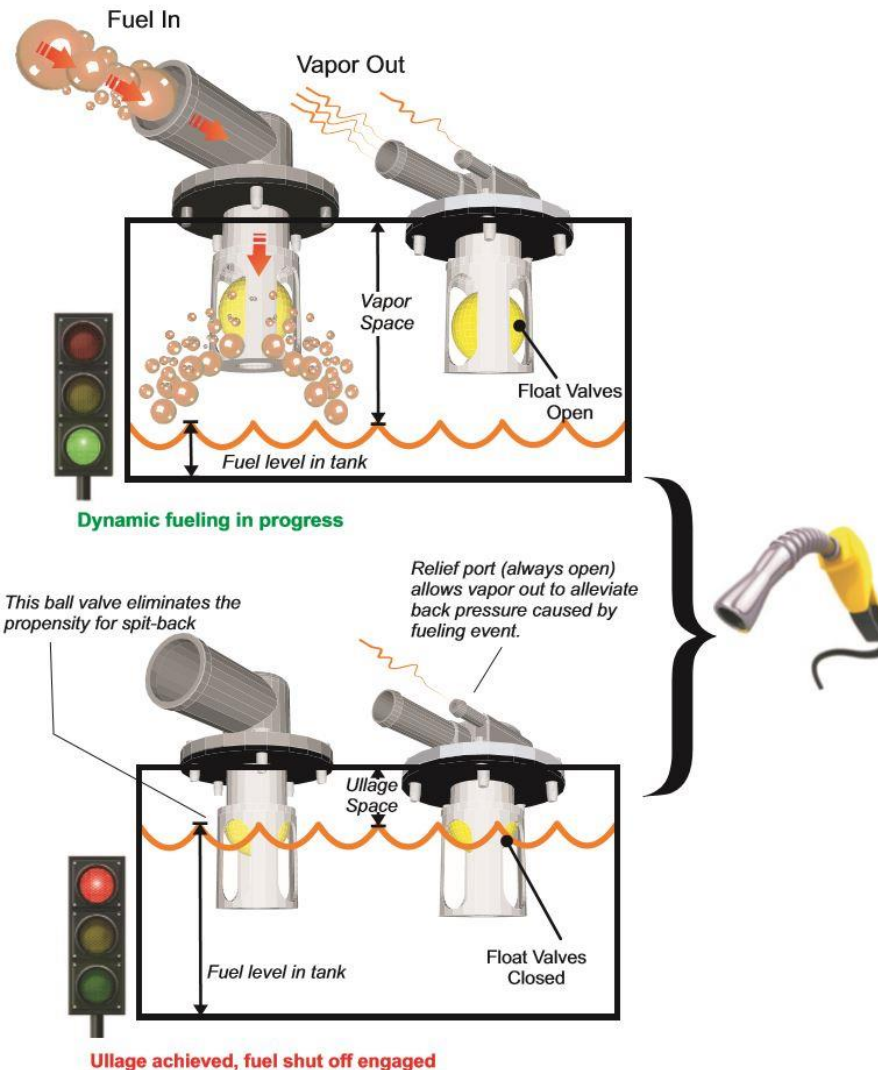 Fuel In
Vapor Out
Vapor
Space
Float Valves
Open
Fuel level in tank
Dynamic fueling in progress
This ball valve eliminates the
propensity for spit-back
Relief port (always open)
allows vapor out to alleviate
back pressure caused by
fueling event.
Ullage
Space
Fuel level in tank
Float Valves
Closed
Ullage achieved, fuel shut off engaged